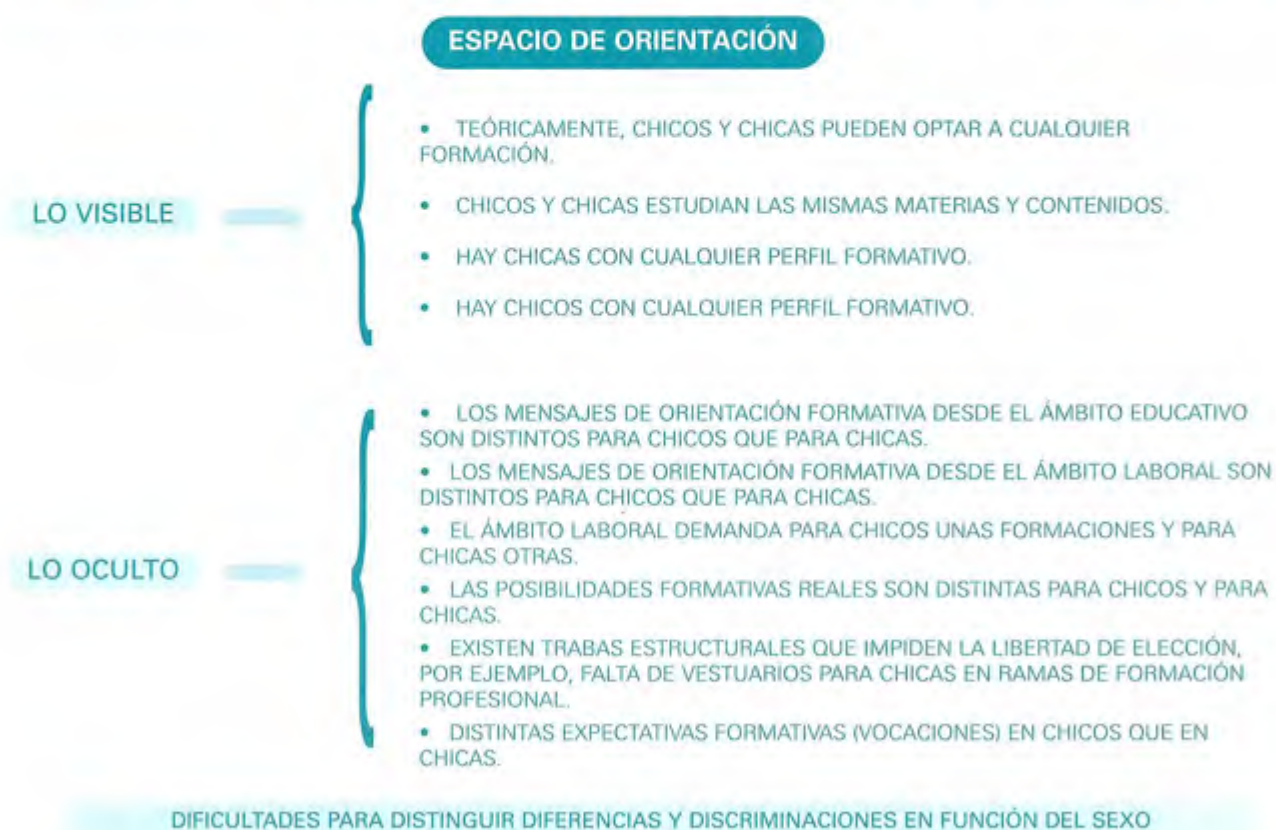 ESPACIO DE ORIENTACIÓN
LO VISIBLE
• TEÓRICAMENTE, CHICOS Y CHICAS PUEDEN OPTAR A CUALQUIER
FORMACIÓN.
• CHICOS Y CHICAS ESTUDIAN LAS MISMAS MATERIAS Y CONTENIDOS.
• HAY CHICAS CON CUALQUIER PERFIL FORMATIVO.
• HAY CHICOS CON CUALQUIER PERFIL FORMATIVO.
LO OCULTO
• LOS MENSAJES DE ORIENTACIÓN FORMATIVA DESDE EL ÁMBITO EDUCATIVO
SON DISTINTOS PARA CHICOS QUE PARA CHICAS.
• LOS MENSAJES DE ORIENTACIÓN FORMATIVA DESDE EL ÁMBITO LABORAL SON
DISTINTOS PARA CHICOS QUE PARA CHICAS.
• EL ÁMBITO LABORAL DEMANDA PARA CHICOS UNAS FORMACIONES Y PARA
CHICAS OTRAS.
• LAS POSIBILIDADES FORMATIVAS REALES SON DISTINTAS PARA CHICOS Y PARA
CHICAS.
• EXISTEN TRABAS ESTRUCTURALES QUE IMPIDEN LA LIBERTAD DE ELECCIÓN,
POR EJEMPLO, FALTA DE VESTUARIOS PARA CHICAS EN RAMAS DE FORMACIÓN
PROFESIONAL.
• DISTINTAS EXPECTATIVAS FORMATIVAS (VOCACIONES) EN CHICOS QUE EN
CHICAS.
DIFICULTADES PARA DISTINGUIR DIFERENCIAS Y DISCRIMINACIONES EN FUNCIÓN DEL SEXO